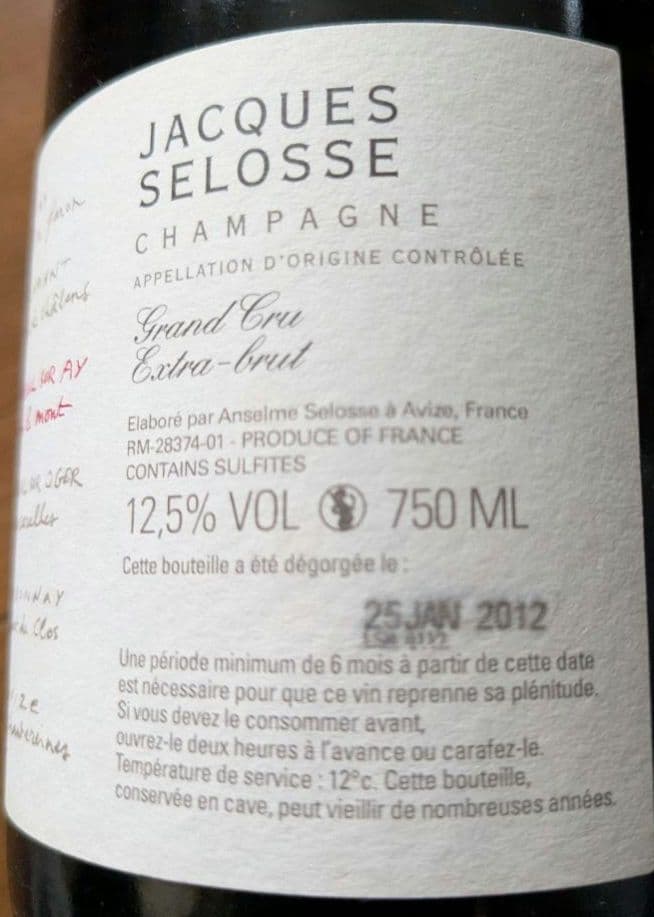 JACQUES
SELOSSE
CHAMPAGNE
APPELLATION D'ORIGINE CONTRÔLÉE
Grand Cru
Extra-brut
Elaboré par Anselme Selosse à Avize, France
RM-28374-01 - PRODUCE OF FRANCE
CONTAINS SULFITES
12,5% VOL 750 ML
Cette bouteille a été dégorgée le :
25 JAN 2012
Une période minimum de 6 mois à partir de cette date
est nécessaire pour que ce vin reprenne sa plénitude.
Si vous devez le consommer avant,
ouvrez-le deux heures à l'avance ou carafez-le.
Température de service : 12°c. Cette bouteille,
conservée en cave, peut vieillir de nombreuses années.
AY
mont
OGER
Clos